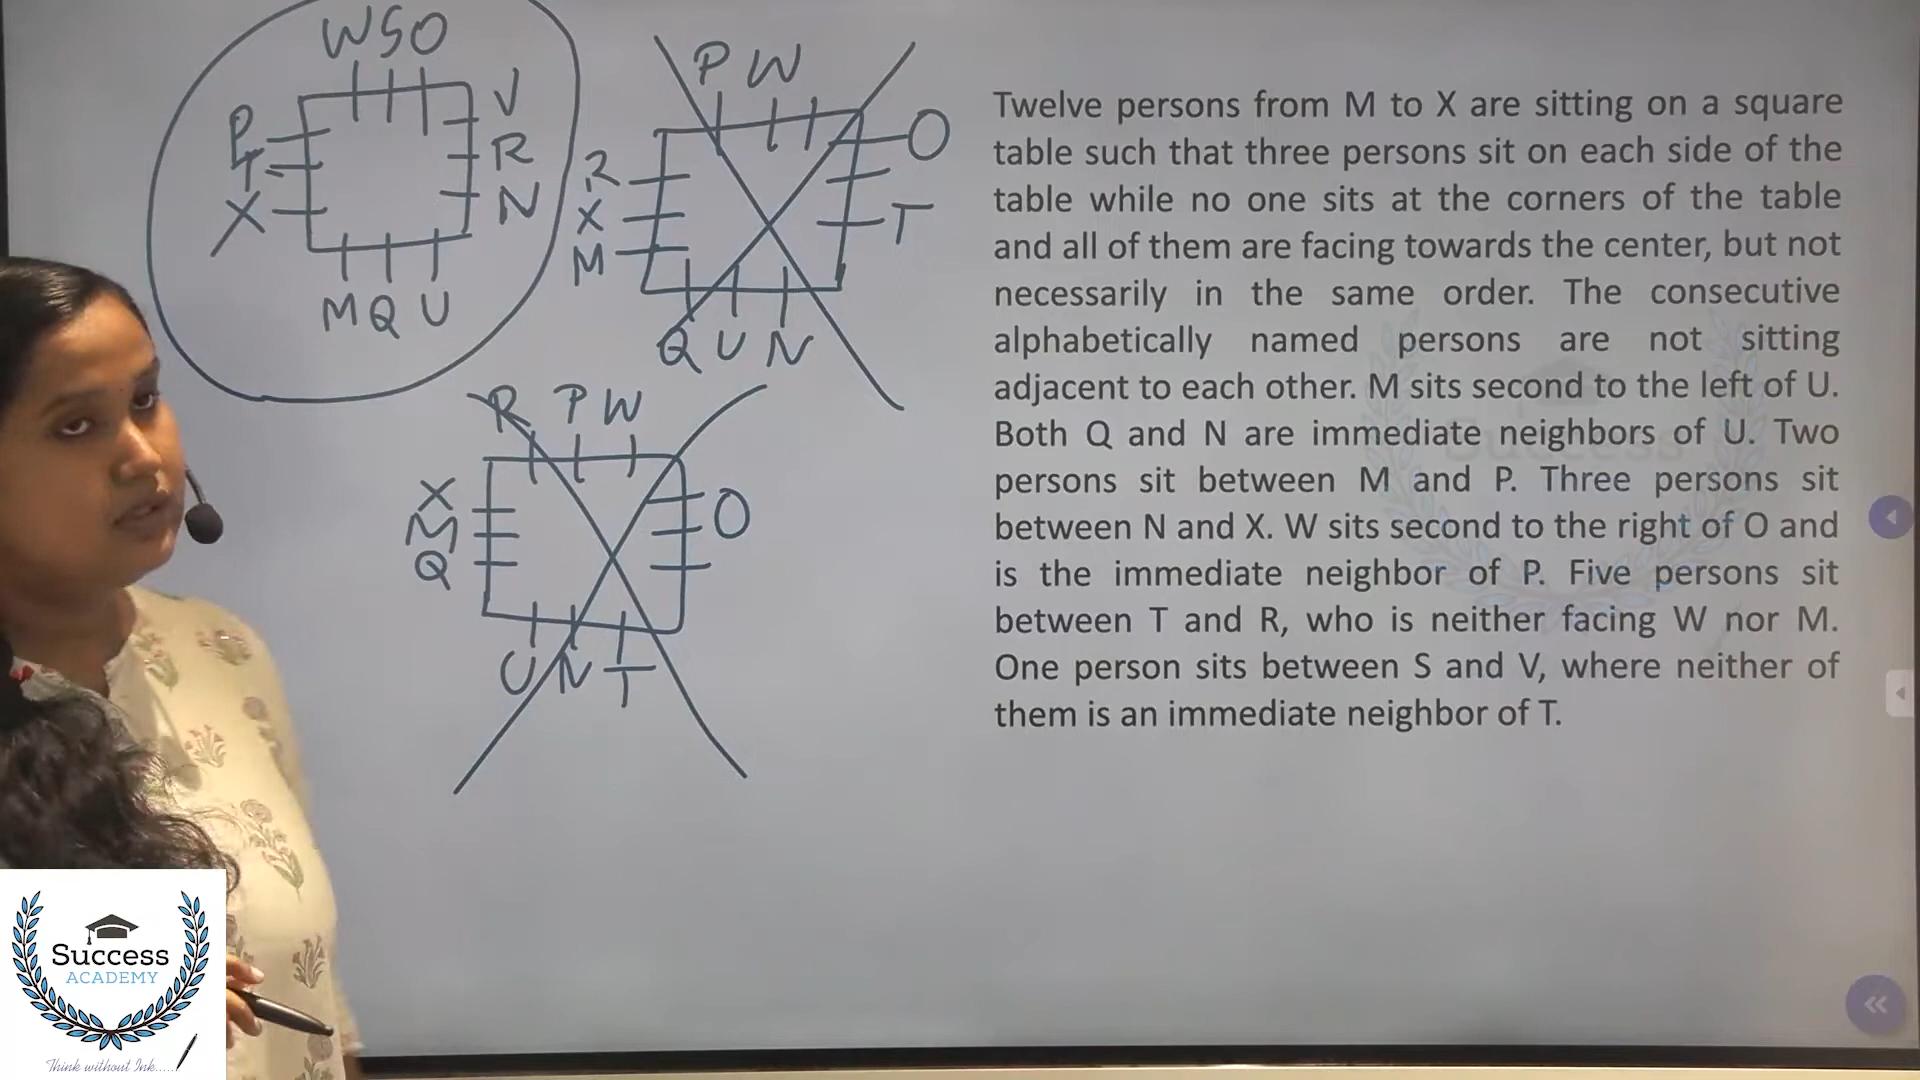 WSO
P
T
X
V
R
N
MQU
P W
R
X
M
O
T
Q U N
R P W
X
M
Q
O
U N T
Twelve persons from M to X are sitting on a square
table such that three persons sit on each side of the
table while no one sits at the corners of the table
and all of them are facing towards the center, but not
necessarily in the same order. The consecutive
alphabetically named persons are not sitting
adjacent to each other. M sits second to the left of U.
Both Q and N are immediate neighbors of U. Two
persons sit between M and P. Three persons sit
between N and X. W sits second to the right of O and
is the immediate neighbor of P. Five persons sit
between T and R, who is neither facing W nor M.
One person sits between S and V, where neither of
them is an immediate neighbor of T.
Success
ACADEMY
Think without Ink.....